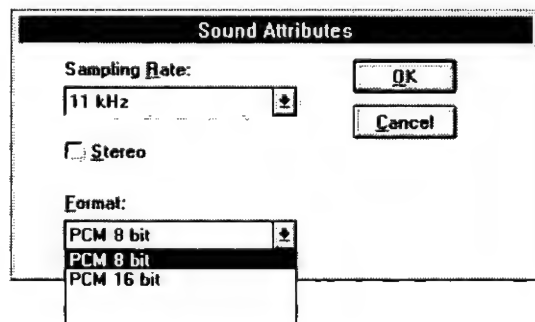 Sound Attributes
Sampling Rate:
OK
11 kHz
Cancel
Stereo
Format:
PCM 8 bit
PCM 8 bit
PCM 16 bit